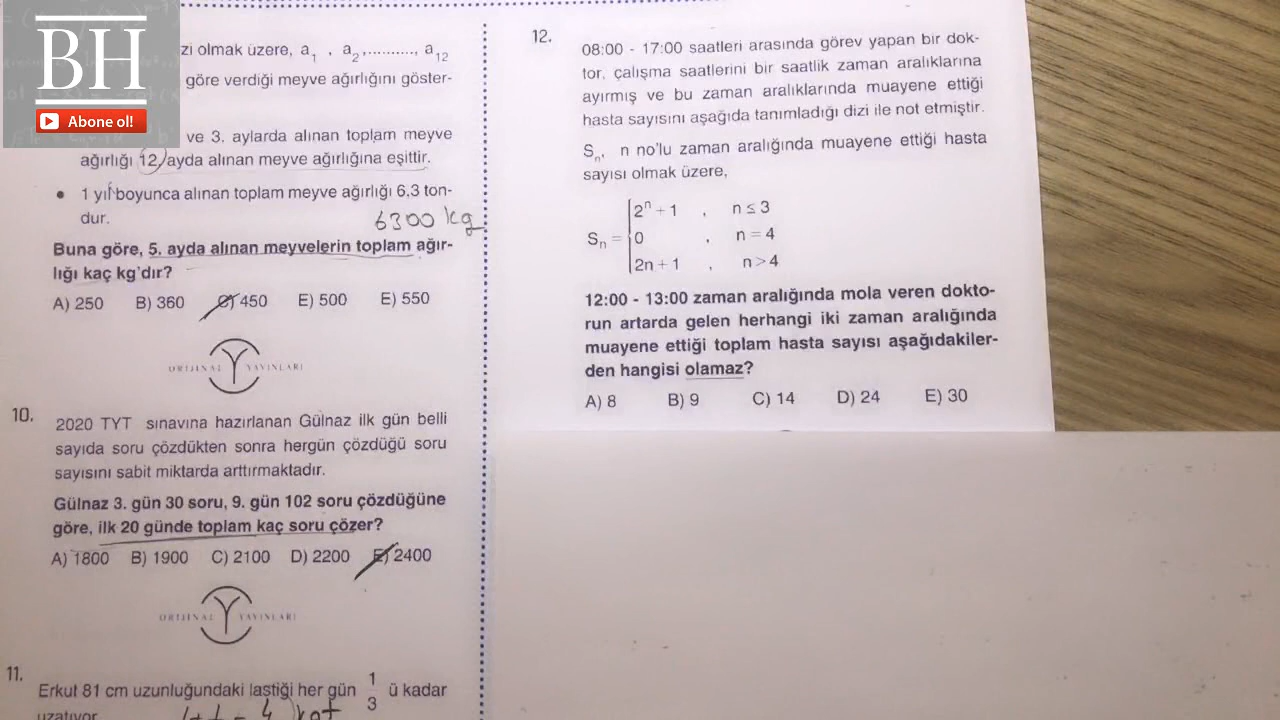 BH
Abone ol!
zi olmak üzere, a1 , a2,..........., a12
göre verdiği meyve ağırlığını göster-
ve 3. aylarda alınan toplam meyve
ağırlığı 12 ayda alınan meyve ağırlığına eşittir.
• 1 yıl boyunca alınan toplam meyve ağırlığı 6,3 ton-
dur.
6300 kg
Buna göre, 5. ayda alınan meyvelerin toplam ağır-
lığı kaç kg'dır?
A) 250 B) 360 C) 450 E) 500 E) 550
ORİJİNAL Y YAYINLARI
10.
2020 TYT sınavına hazırlanan Gülnaz ilk gün belli
sayıda soru çözdükten sonra hergün çözdüğü soru
sayısını sabit miktarda arttırmaktadır.
Gülnaz 3. gün 30 soru, 9. gün 102 soru çözdüğüne
göre, ilk 20 günde toplam kaç soru çözer?
A) 1800 B) 1900 C) 2100 D) 2200 E) 2400
ORİJİNAL Y YAYINLARI
11.
Erkut 81 cm uzunluğundaki lastiği her gün 1/3 ü kadar
uzatıyor
12.
08:00 - 17:00 saatleri arasında görev yapan bir dok-
tor, çalışma saatlerini bir saatlik zaman aralıklarına
ayırmış ve bu zaman aralıklarında muayene ettiği
hasta sayısını aşağıda tanımladığı dizi ile not etmiştir.
Sn, n no'lu zaman aralığında muayene ettiği hasta
sayısı olmak üzere,
2^n + 1 , n ≤ 3
Sn = 0 , n = 4
2n + 1 , n > 4
12:00 - 13:00 zaman aralığında mola veren dokto-
run artarda gelen herhangi iki zaman aralığında
muayene ettiği toplam hasta sayısı aşağıdakiler-
den hangisi olamaz?
A) 8 B) 9 C) 14 D) 24 E) 30